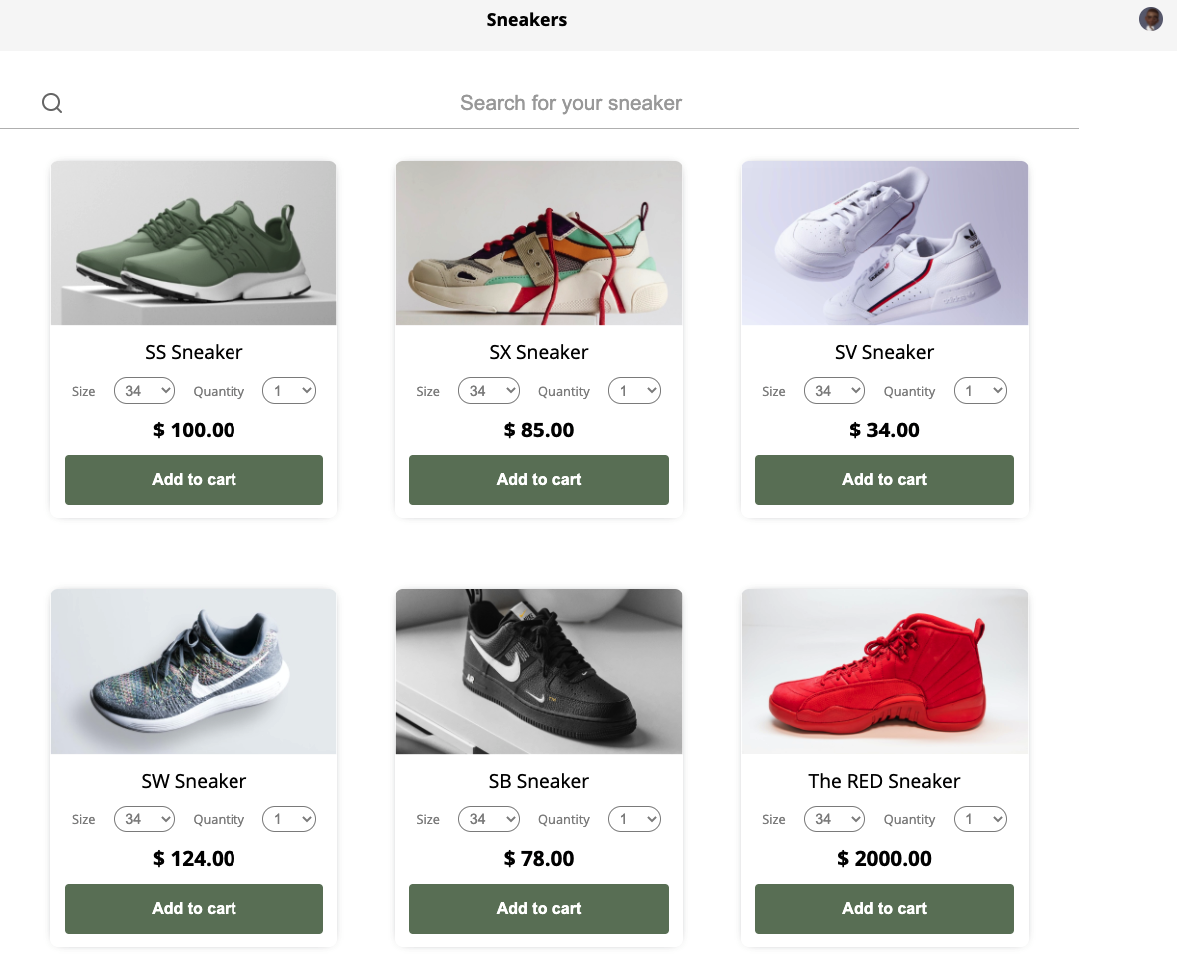 Sneakers
Search for your sneaker
SS Sneaker
Size 34 Quantity 1
$ 100.00
Add to cart
SX Sneaker
Size 34 Quantity 1
$ 85.00
Add to cart
adidas
SV Sneaker
Size 34 Quantity 1
$ 34.00
Add to cart
SW Sneaker
Size 34 Quantity 1
$ 124.00
Add to cart
AIR
SB Sneaker
Size 34 Quantity 1
$ 78.00
Add to cart
The RED Sneaker
Size 34 Quantity 1
$ 2000.00
Add to cart